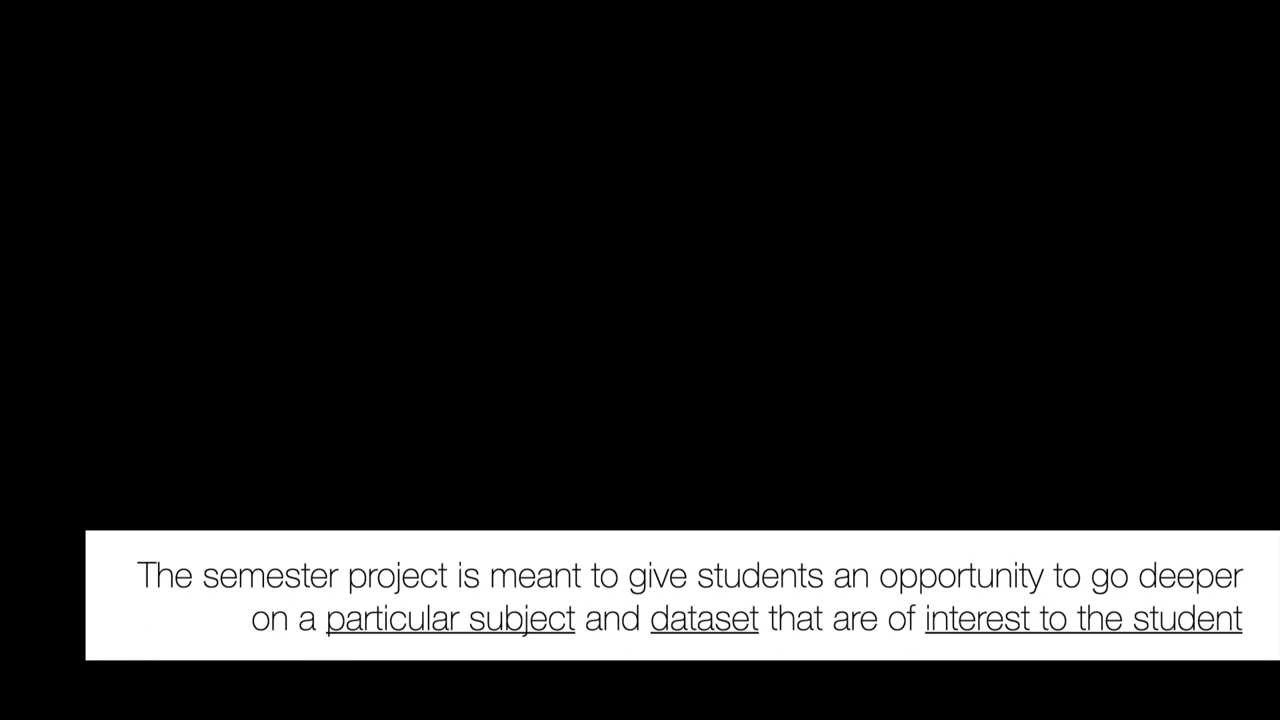 The semester project is meant to give students an opportunity to go deeper
on a particular subject and dataset that are of interest to the student